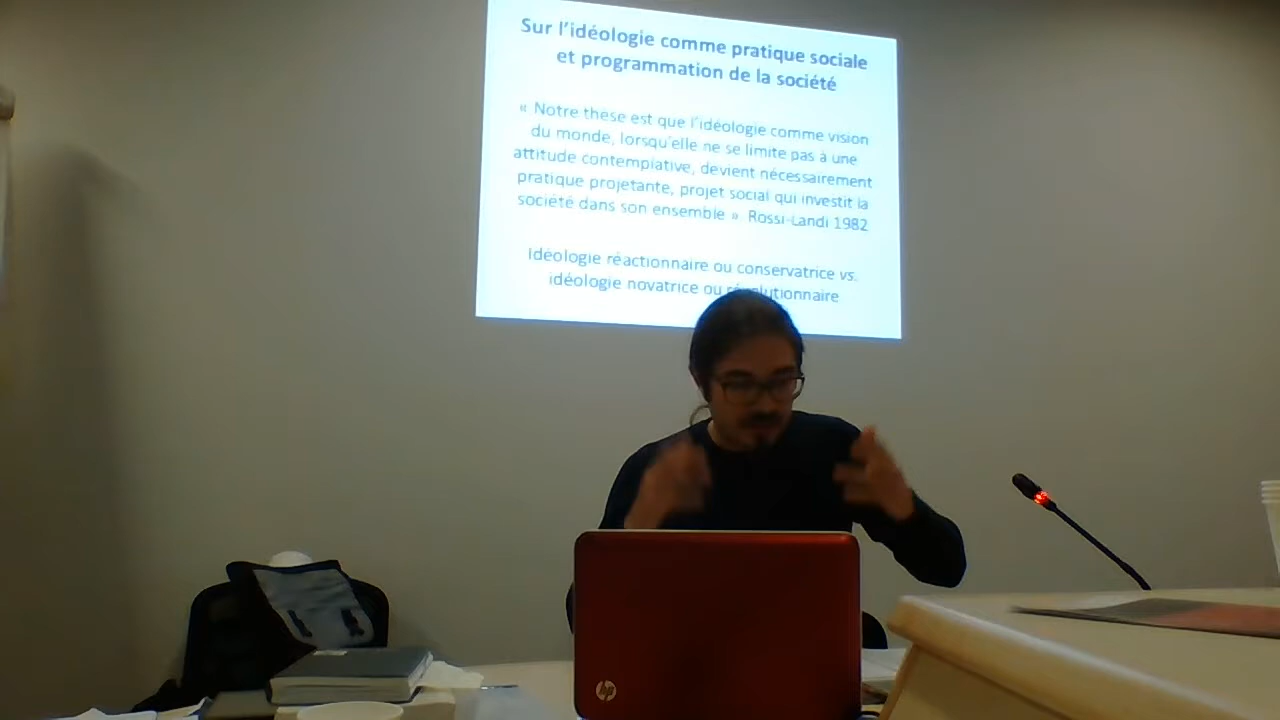 Sur l'idéologie comme pratique sociale
et programmation de la société
« Notre thèse est que l'idéologie comme vision
du monde, lorsqu'elle ne se limite pas à une
attitude contemplative, devient nécessairement
pratique projetante, projet social qui investit la
société dans son ensemble » Rossi-Landi 1982
Idéologie réactionnaire ou conservatrice vs.
idéologie novatrice ou révolutionnaire
hp